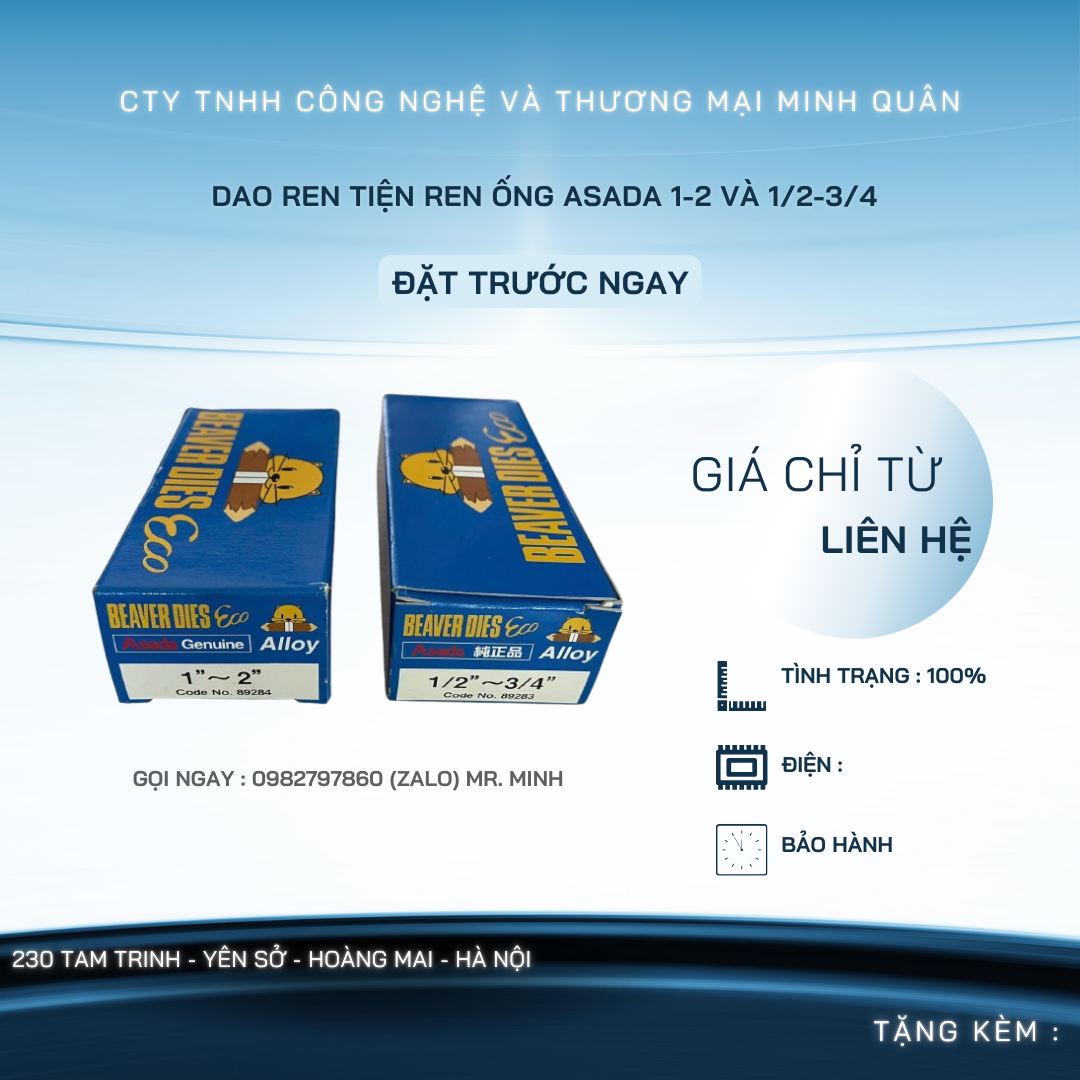 CTY TNHH CÔNG NGHỆ VÀ THƯƠNG MẠI MINH QUÂN
DAO REN TIỆN REN ỐNG ASADA 1-2 VÀ 1/2-3/4
ĐẶT TRƯỚC NGAY
BEAVER DIES Eco
BEAVER DIES Eco
Asada Genuine Alloy
1”～2”
Code No. 89284
BEAVER DIES Eco
BEAVER DIES Eco
Asada 純正品 Alloy
1/2”～3/4”
Code No. 89283
GIÁ CHỈ TỪ
LIÊN HỆ
TÌNH TRẠNG : 100%
ĐIỆN :
BẢO HÀNH
GỌI NGAY : 0982797860 (ZALO) MR. MINH
230 TAM TRINH - YÊN SỞ - HOÀNG MAI - HÀ NỘI
TẶNG KÈM :